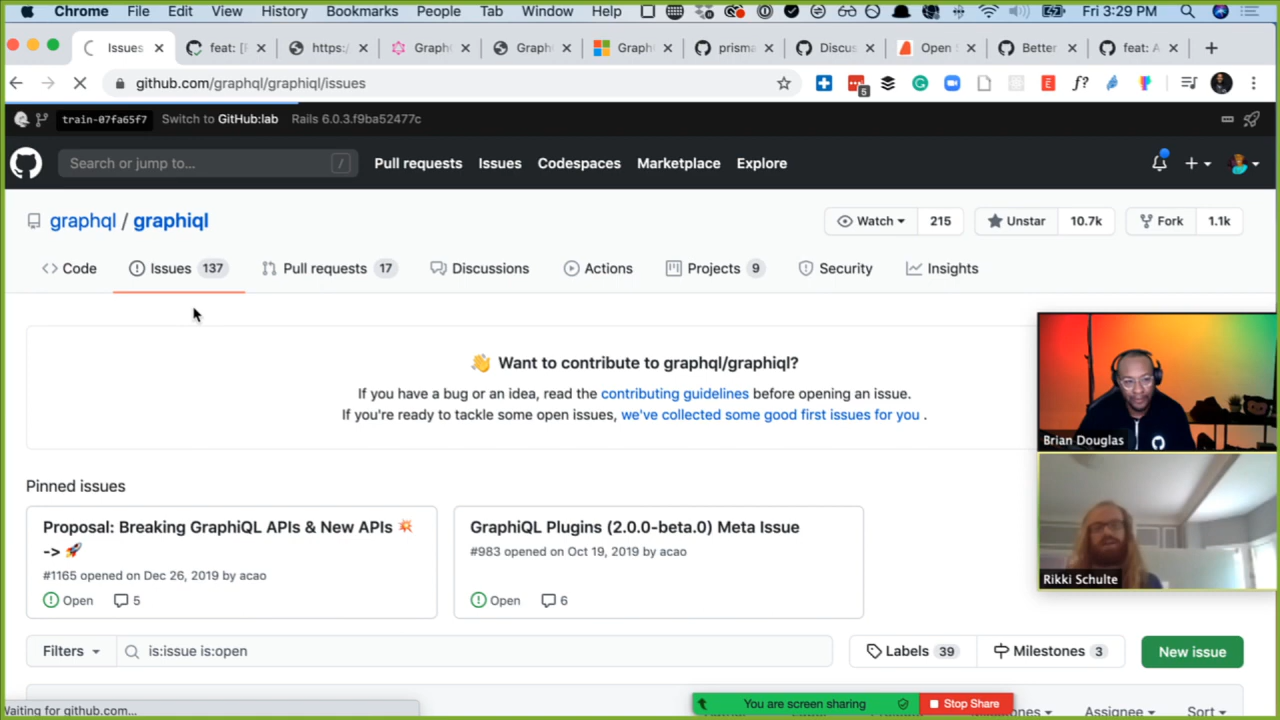 Chrome File Edit View History Bookmarks People Tab Window Help Fri 3:29 PM
Issues feat: [F https:/ Graph Graph Graph prisma Discus Open S Better feat: A
github.com/graphql/graphiql/issues 5 f?
train-07fa65f7 Switch to GitHub:lab Rails 6.0.3.f9ba52477c
Search or jump to... / Pull requests Issues Codespaces Marketplace Explore
graphql / graphiql Watch 215 Unstar 10.7k Fork 1.1k
Code Issues 137 Pull requests 17 Discussions Actions Projects 9 Security Insights
👋 Want to contribute to graphql/graphiql?
If you have a bug or an idea, read the contributing guidelines before opening an issue.
If you're ready to tackle some open issues, we've collected some good first issues for you .
Brian Douglas
Pinned issues
Proposal: Breaking GraphiQL APIs & New APIs 💥
-> 🚀
#1165 opened on Dec 26, 2019 by acao
Open 5
GraphiQL Plugins (2.0.0-beta.0) Meta Issue
#983 opened on Oct 19, 2019 by acao
Open 6
Rikki Schulte
Filters is:issue is:open Labels 39 Milestones 3 New issue
Waiting for github.com...
You are screen sharing Stop Share
Assignee Sort